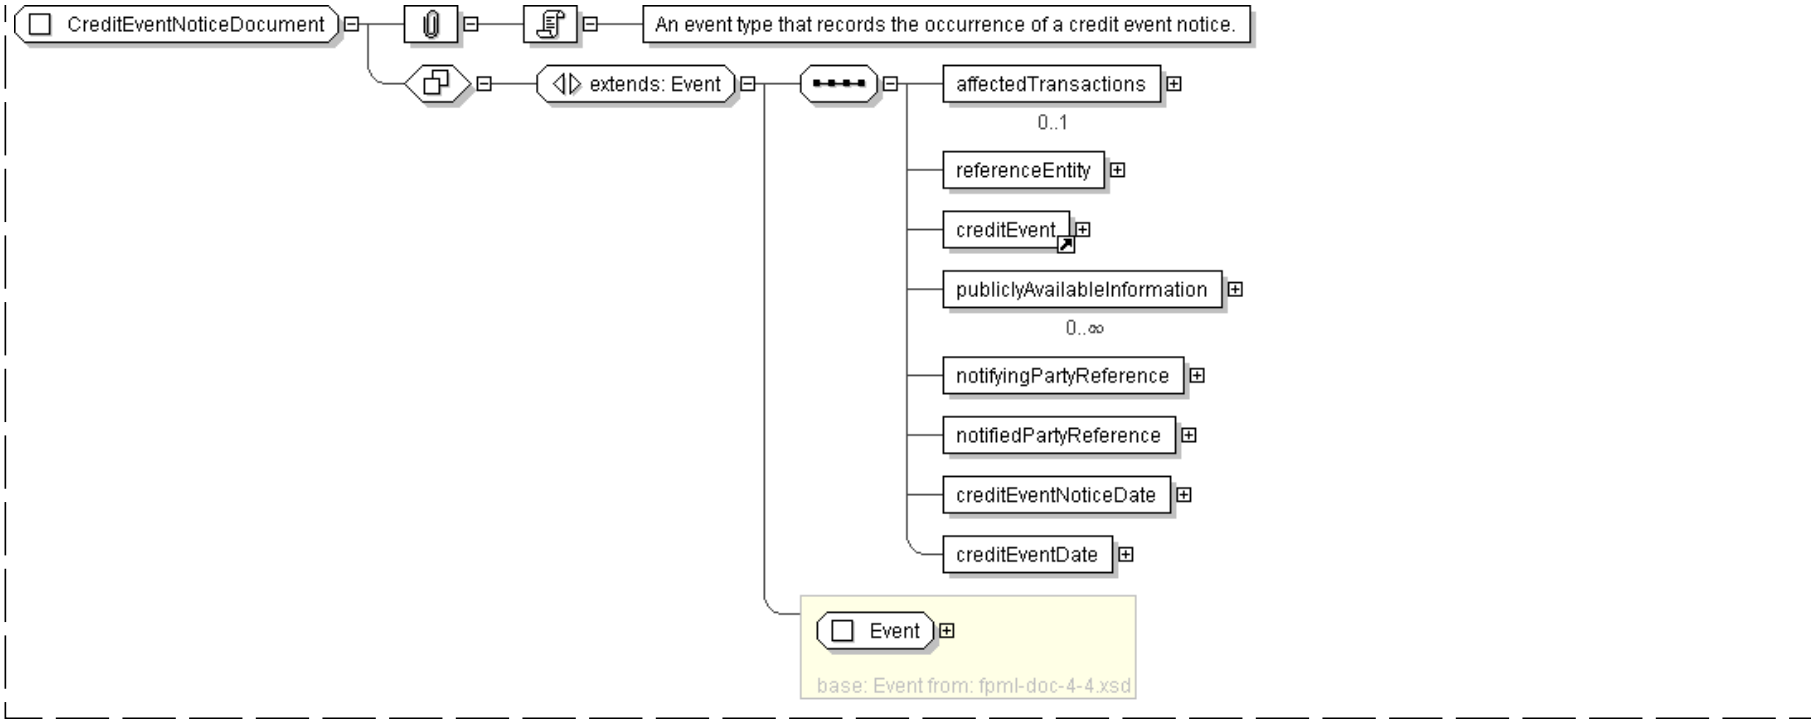 CreditEventNoticeDocument
An event type that records the occurrence of a credit event notice.
extends: Event
affectedTransactions
0..1
referenceEntity
creditEvent
publiclyAvailableInformation
0..∞
notifyingPartyReference
notifiedPartyReference
creditEventNoticeDate
creditEventDate
Event
base: Event from: fpml-doc-4-4.xsd